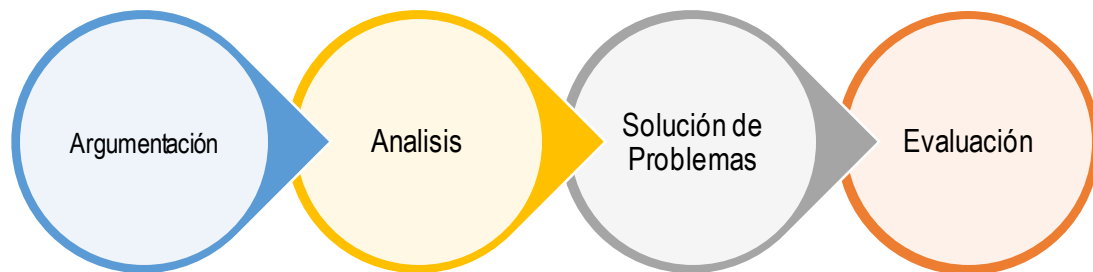 Argumentación
Analisis
Solución de
Problemas
Evaluación